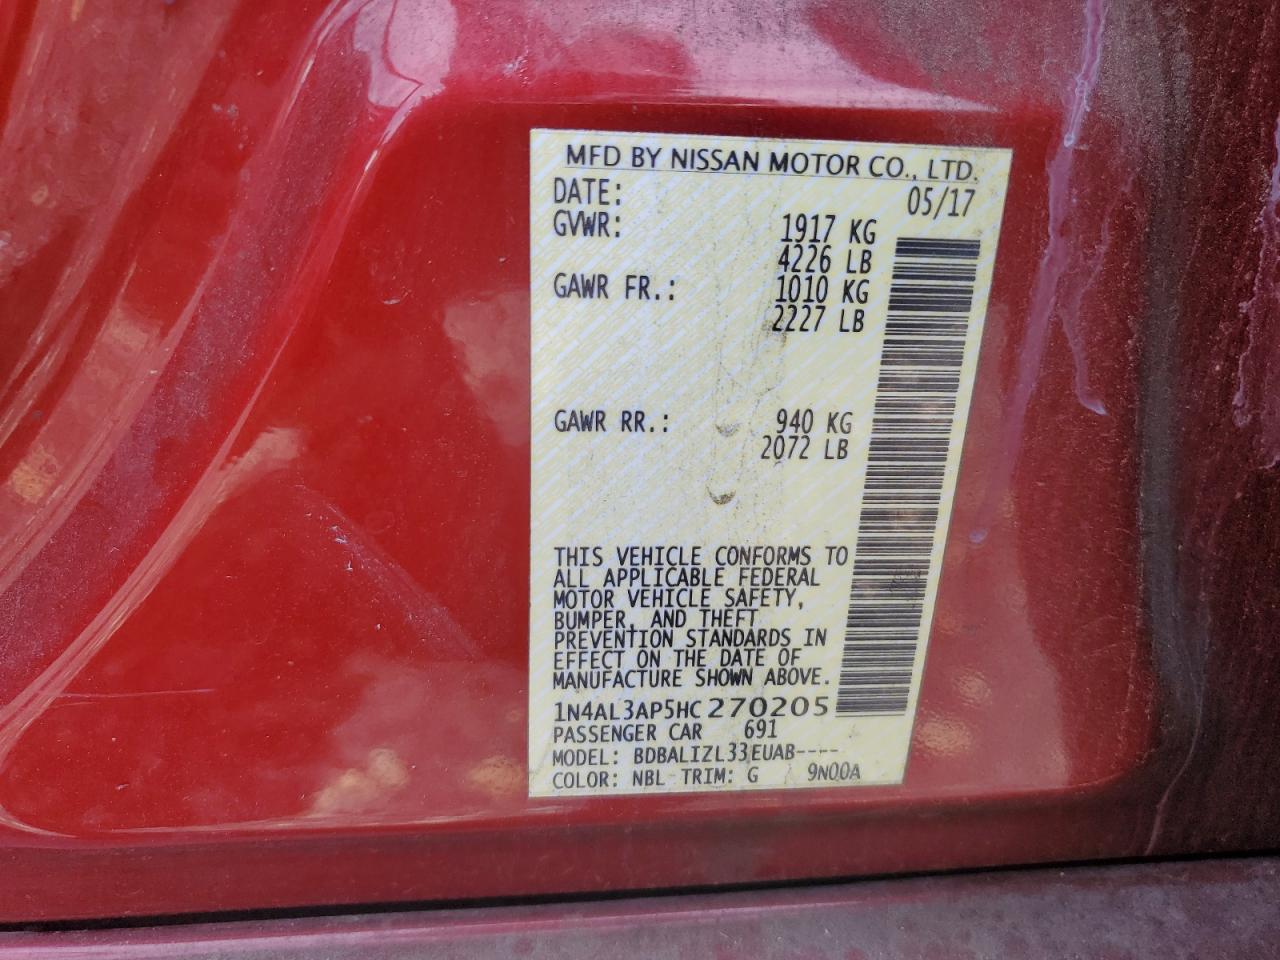 MFD BY NISSAN MOTOR CO., LTD.
DATE: 05/17
GVWR: 1917 KG
4226 LB
GAWR FR.: 1010 KG
2227 LB
GAWR RR.: 940 KG
2072 LB
THIS VEHICLE CONFORMS TO
ALL APPLICABLE FEDERAL
MOTOR VEHICLE SAFETY,
BUMPER, AND THEFT
PREVENTION STANDARDS IN
EFFECT ON THE DATE OF
MANUFACTURE SHOWN ABOVE.
1N4AL3AP5HC270205
PASSENGER CAR 691
MODEL: BDBALIZL33EUAB----
COLOR: NBL TRIM: G 9N00A